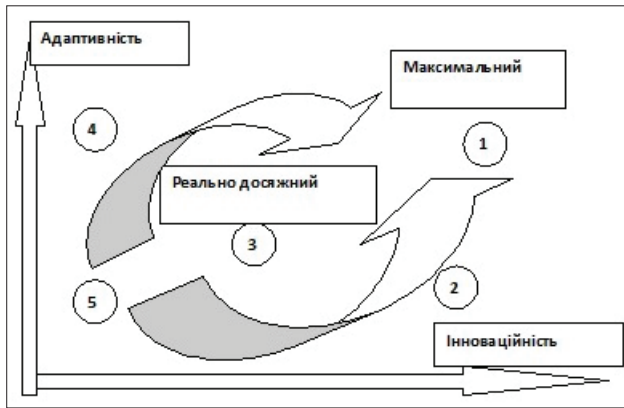 Адаптивність
Максимальний
4
1
Реально досяжний
3
5
2
Інноваційність